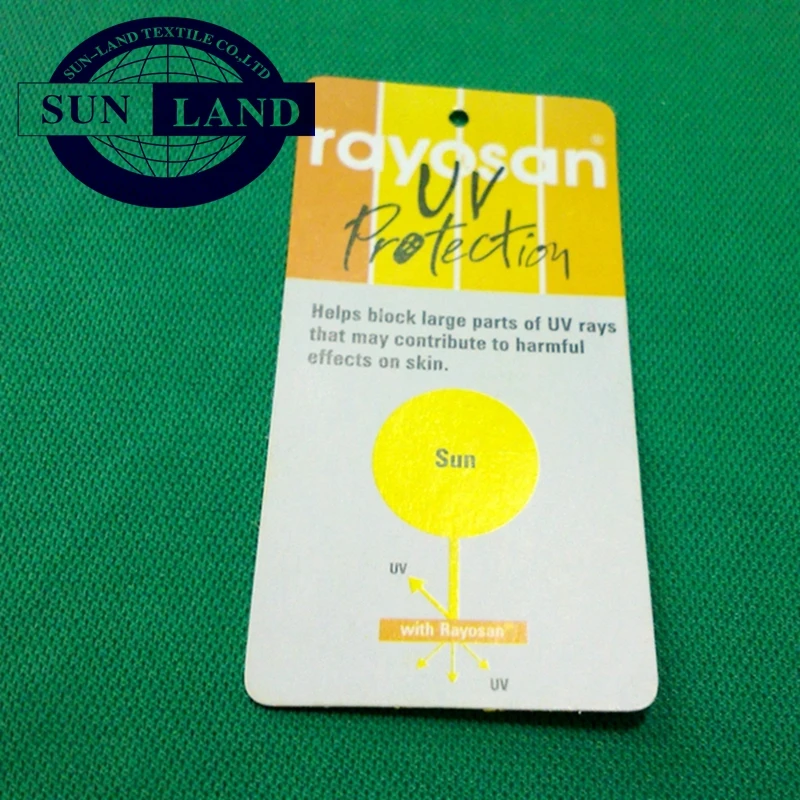 SUN-LAND TEXTILE CO.,LTD
SUN LAND
rayosan®
UV
Protection
Helps block large parts of UV rays
that may contribute to harmful
effects on skin.
Sun
UV
with Rayosan™
UV